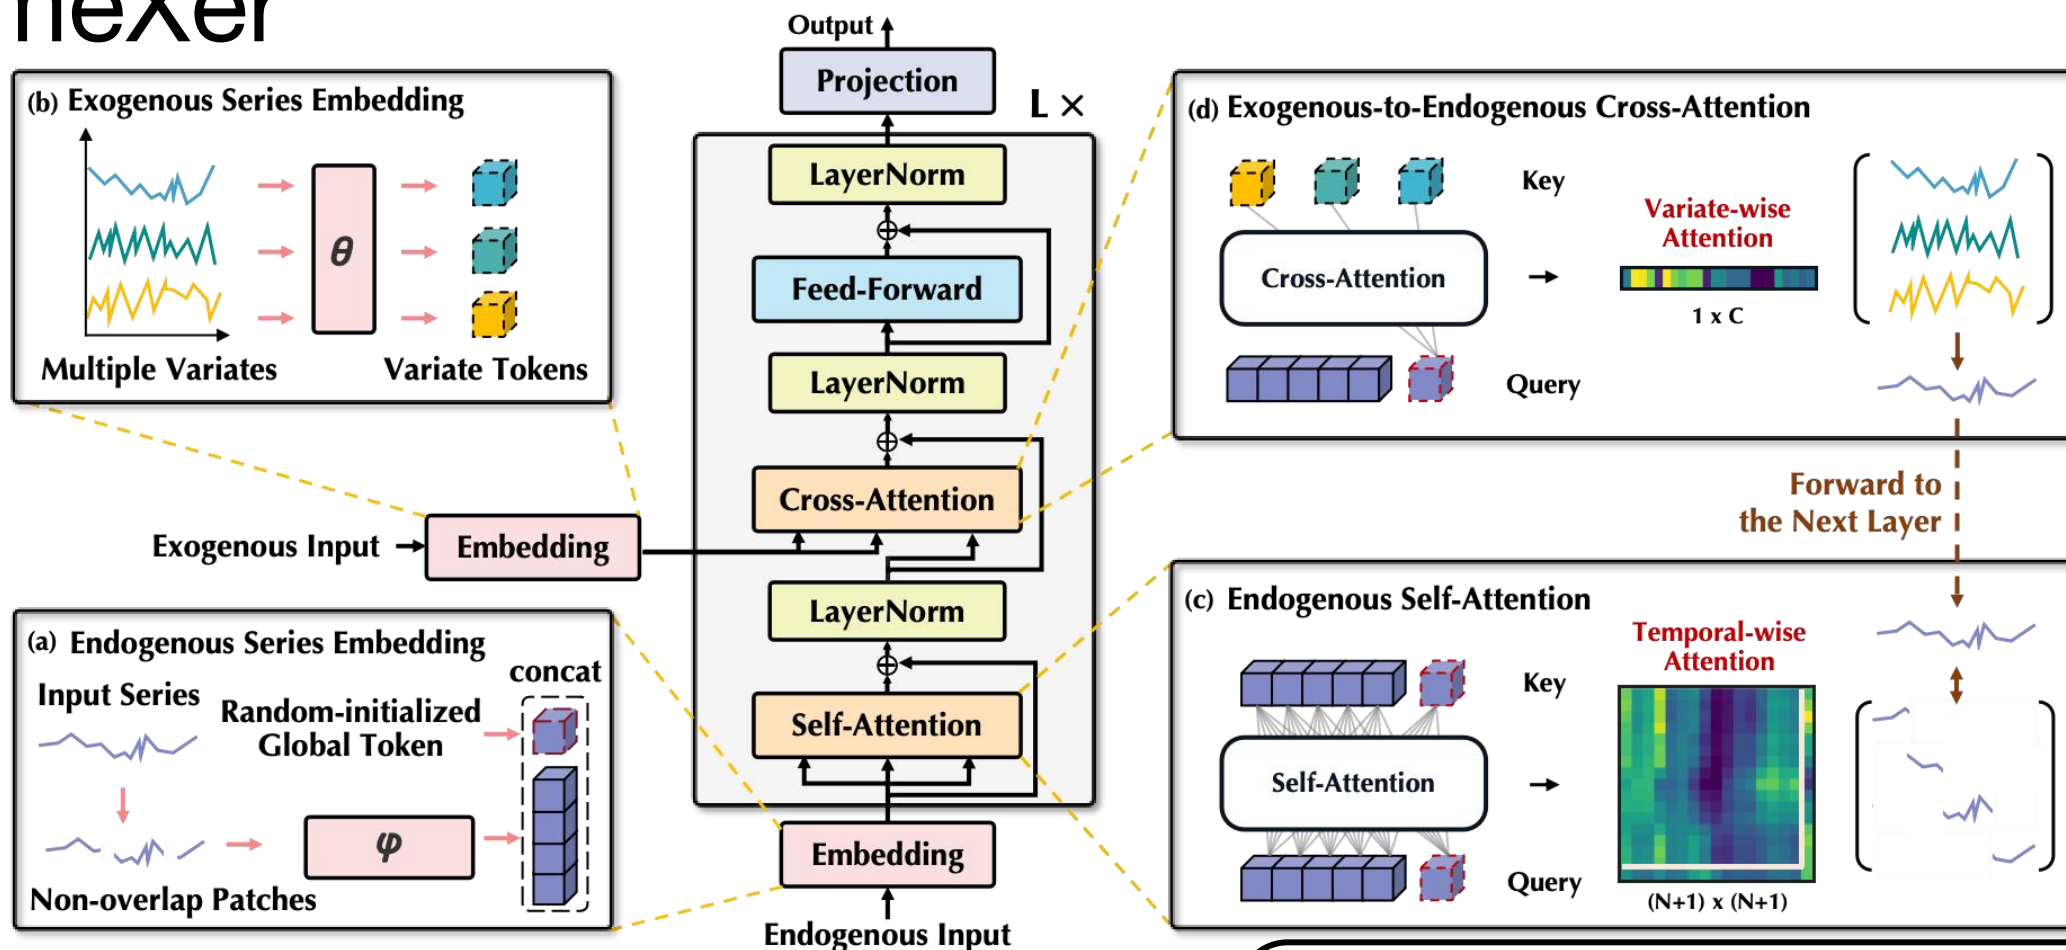 neXer
(b) Exogenous Series Embedding
θ
Multiple Variates
Variate Tokens
Exogenous Input
Embedding
(a) Endogenous Series Embedding
concat
Input Series
Random-initialized
Global Token
φ
Non-overlap Patches
Output
Projection
L ×
LayerNorm
Feed-Forward
LayerNorm
Cross-Attention
LayerNorm
Self-Attention
Embedding
Endogenous Input
(d) Exogenous-to-Endogenous Cross-Attention
Key
Cross-Attention
Query
Variate-wise
Attention
1 x C
Forward to
the Next Layer
(c) Endogenous Self-Attention
Key
Self-Attention
Query
Temporal-wise
Attention
(N+1) x (N+1)